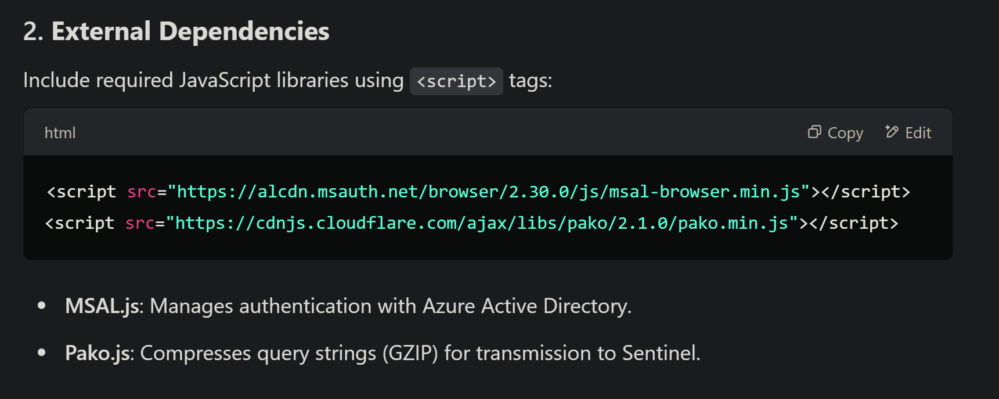 2. External Dependencies
Include required JavaScript libraries using <script> tags:
html
Copy
Edit
<script src="https://alcdn.msauth.net/browser/2.30.0/js/msal-browser.min.js"></script>
<script src="https://cdnjs.cloudflare.com/ajax/libs/pako/2.1.0/pako.min.js"></script>
• MSAL.js: Manages authentication with Azure Active Directory.
• Pako.js: Compresses query strings (GZIP) for transmission to Sentinel.